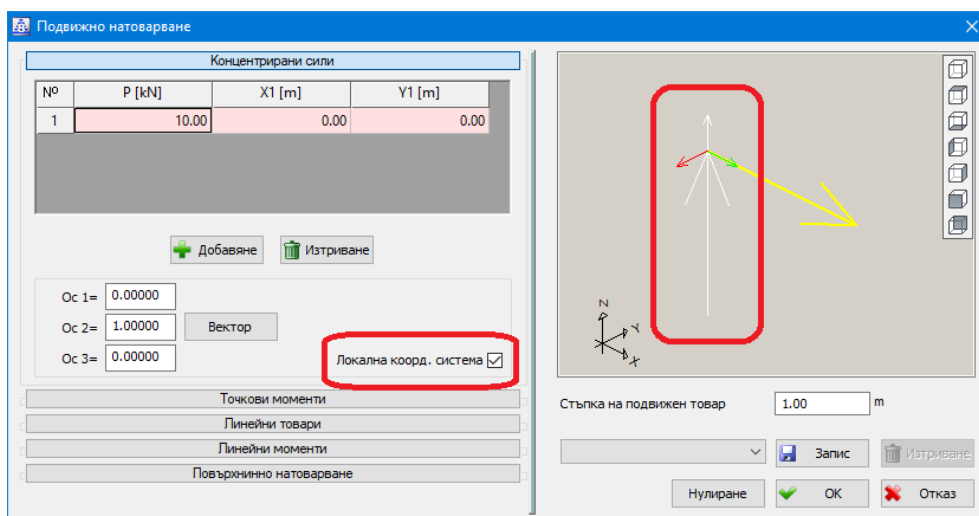 Подвижно натоварване
Концентрирани сили
Nº P [kN] X1 [m] Y1 [m]
1 10.00 0.00 0.00
Добавяне Изтриване
Ос 1= 0.00000
Ос 2= 1.00000 Вектор
Ос 3= 0.00000
Локална коорд. система
Точкови моменти
Линейни товари
Линейни моменти
Повърхнинно натоварване
Z
Y
X
Стъпка на подвижен товар 1.00 m
Запис Изтриване
Нулиране OK Отказ